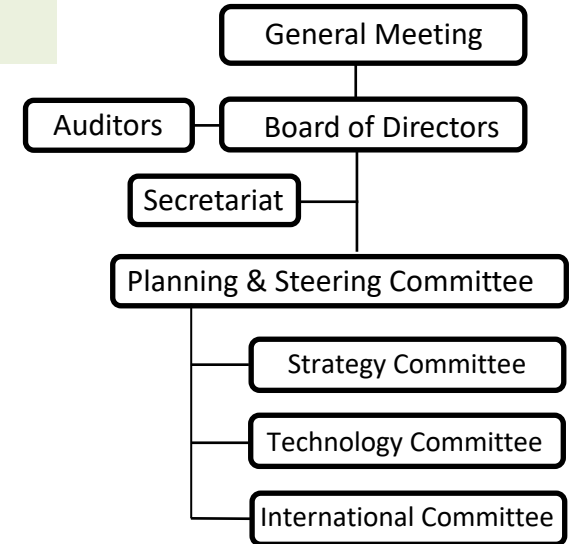 General Meeting
Auditors
Board of Directors
Secretariat
Planning & Steering Committee
Strategy Committee
Technology Committee
International Committee